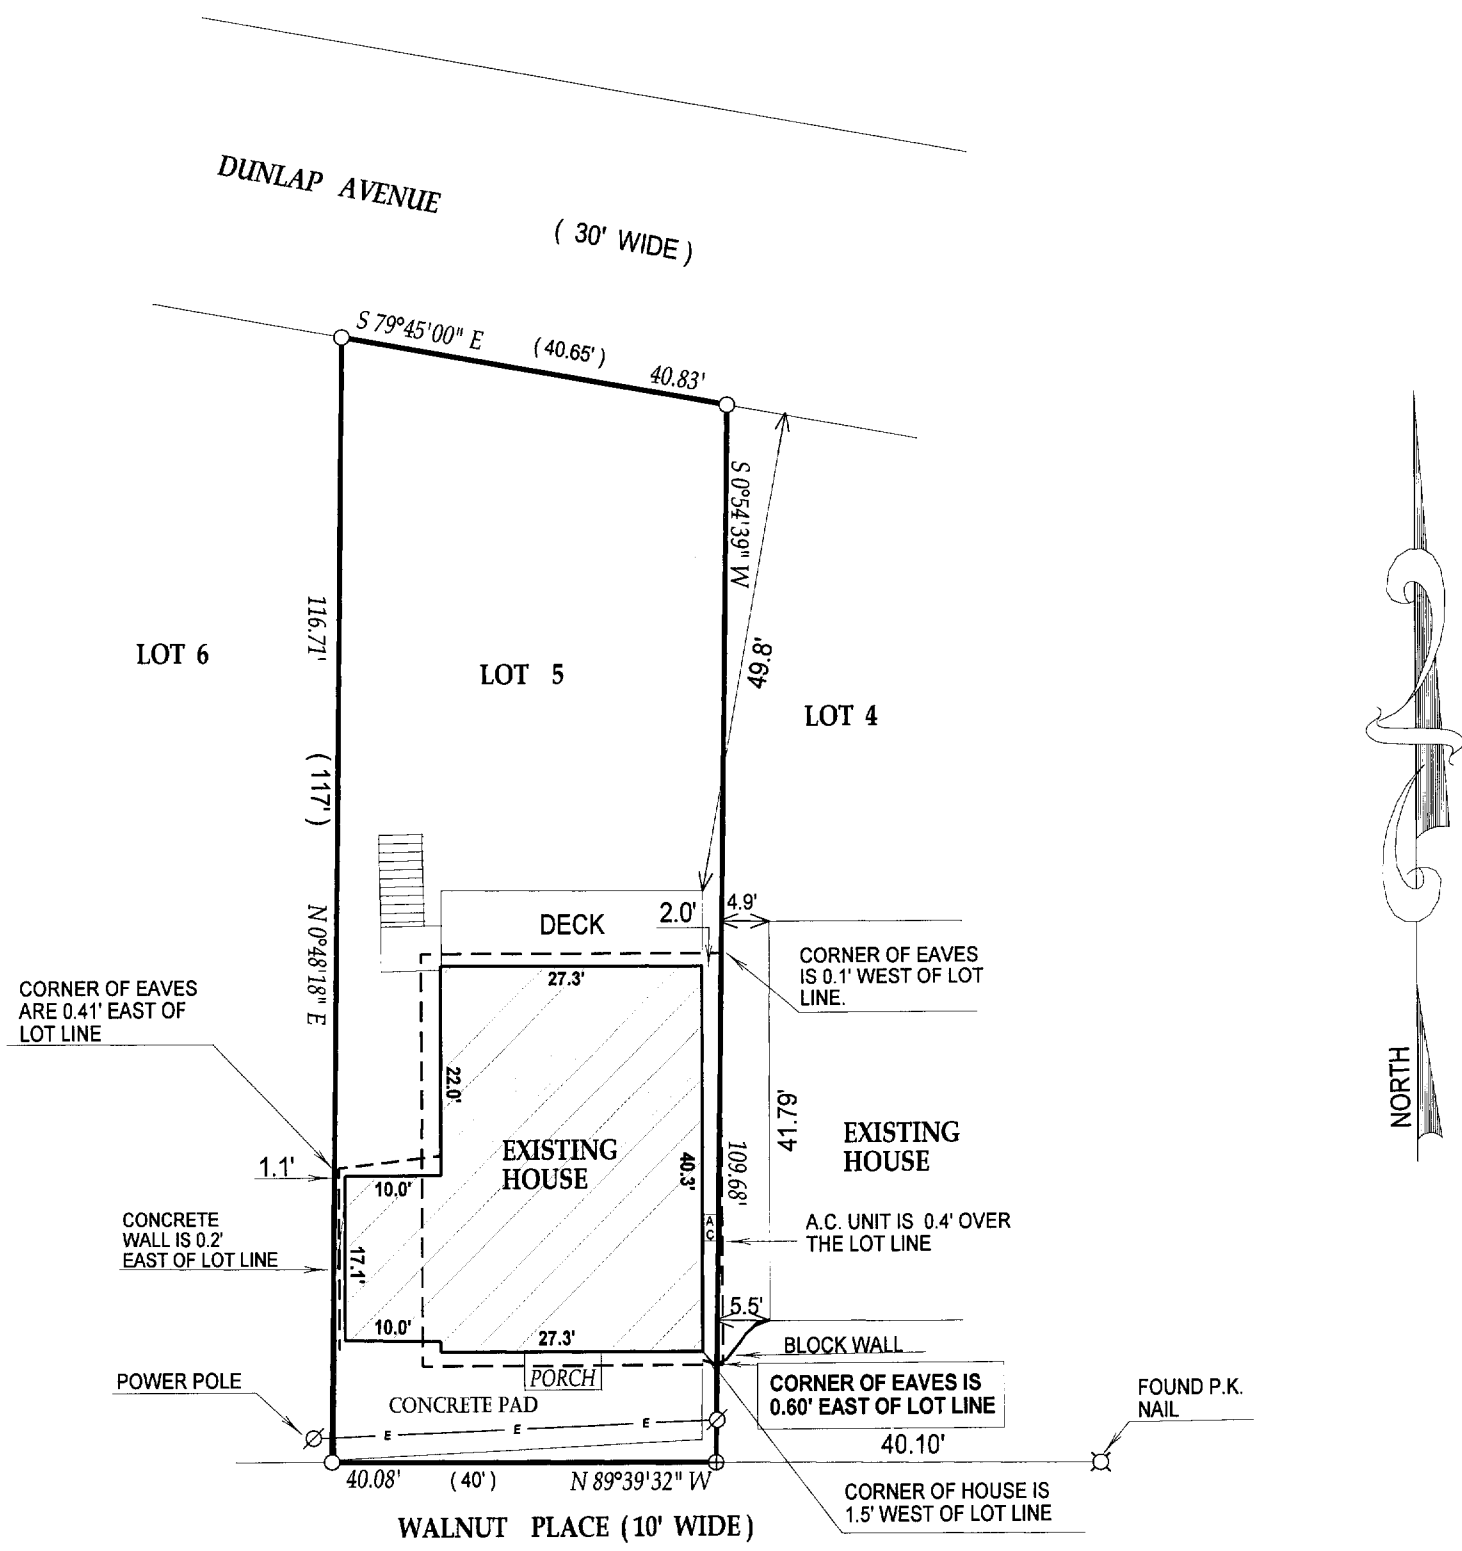 DUNLAP AVENUE
( 30' WIDE )
S 79°45'00" E
( 40.65' )
40.83'
S 0°54'39" W
49.8'
116.71'
LOT 6
LOT 5
LOT 4
( 117' )
N 0°48'18" E
DECK
2.0'
4.9'
CORNER OF EAVES
IS 0.1' WEST OF LOT
LINE.
27.3'
CORNER OF EAVES
ARE 0.41' EAST OF
LOT LINE
22.0'
41.79'
NORTH
EXISTING
HOUSE
EXISTING
HOUSE
40.3'
109.68'
1.1'
10.0'
CONCRETE
WALL IS 0.2'
EAST OF LOT LINE
A
C
A.C. UNIT IS 0.4' OVER
THE LOT LINE
17.1'
5.5'
10.0'
27.3'
BLOCK WALL
PORCH
POWER POLE
CORNER OF EAVES IS
0.60' EAST OF LOT LINE
FOUND P.K.
NAIL
CONCRETE PAD
E E E
40.10'
40.08'
( 40' )
N 89°39'32" W
CORNER OF HOUSE IS
1.5' WEST OF LOT LINE
WALNUT PLACE ( 10' WIDE )